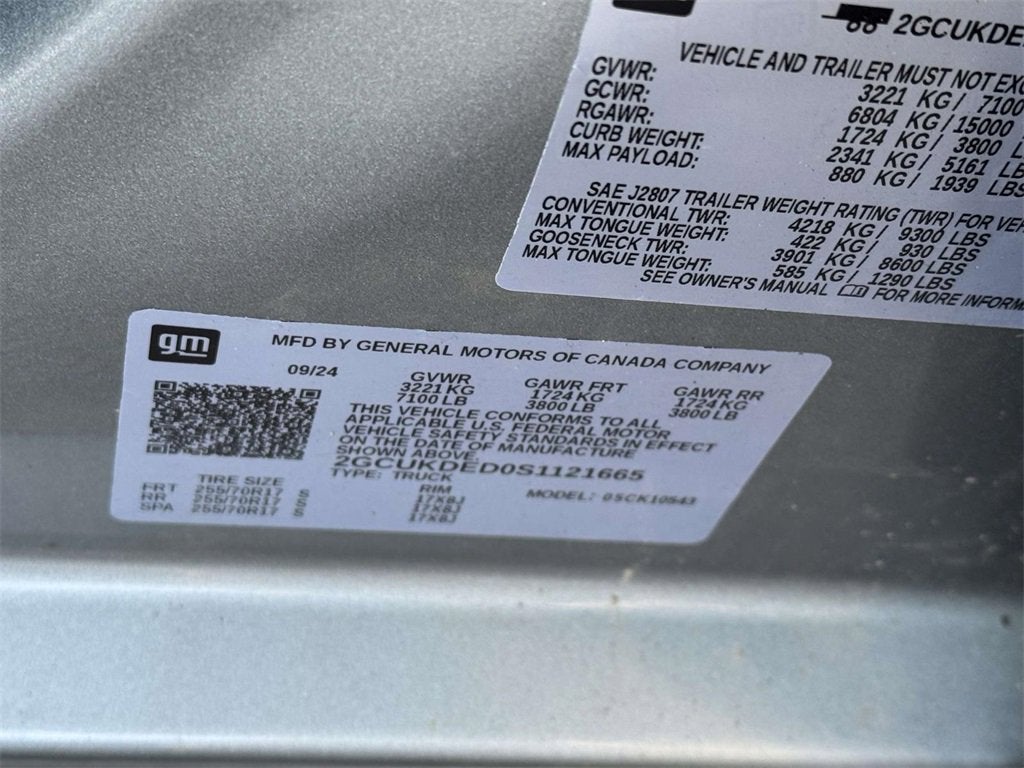 2GCUKDE
VEHICLE AND TRAILER MUST NOT EXC
GVWR: 3221 KG/ 7100
GCWR: 6804 KG/15000
RGAWR: 1724 KG/ 3800 L
CURB WEIGHT: 2341 KG/ 5161 LB
MAX PAYLOAD: 880 KG/ 1939 LBS
SAE J2807 TRAILER WEIGHT RATING (TWR) FOR VEH
CONVENTIONAL TWR: 4218 KG/ 9300 LBS
MAX TONGUE WEIGHT: 422 KG/ 930 LBS
GOOSENECK TWR: 3901 KG/ 8600 LBS
MAX TONGUE WEIGHT: 585 KG/ 1290 LBS
SEE OWNER'S MANUAL FOR MORE INFORM
gm
MFD BY GENERAL MOTORS OF CANADA COMPANY
09/24 GVWR GAWR FRT GAWR RR
3221 KG 1724 KG 1724 KG
7100 LB 3800 LB 3800 LB
THIS VEHICLE CONFORMS TO ALL
APPLICABLE U.S. FEDERAL MOTOR
VEHICLE SAFETY STANDARDS IN EFFECT
ON THE DATE OF MANUFACTURE
SHOWN ABOVE.
2GCUKDED0S1121665
TYPE: TRUCK MODEL: 05CK10543
TIRE SIZE RIM
FRT 255/70R17 S 17X8J
RR 255/70R17 S 17X8J
SPA 255/70R17 S 17X8J